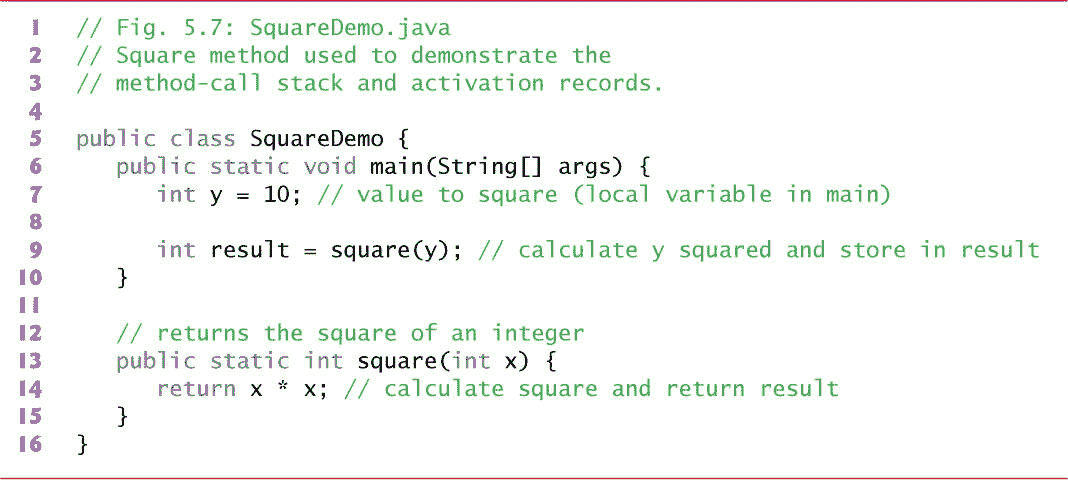 1 // Fig. 5.7: SquareDemo.java
2 // Square method used to demonstrate the
3 // method-call stack and activation records.
4
5 public class SquareDemo {
6 public static void main(String[] args) {
7 int y = 10; // value to square (local variable in main)
8
9 int result = square(y); // calculate y squared and store in result
10 }
11
12 // returns the square of an integer
13 public static int square(int x) {
14 return x * x; // calculate square and return result
15 }
16 }